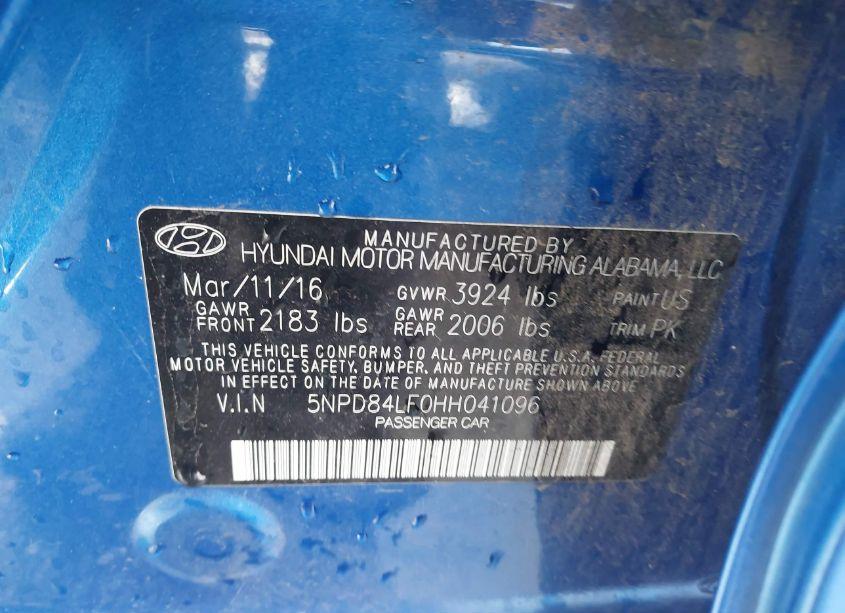 MANUFACTURED BY
HYUNDAI MOTOR MANUFACTURING ALABAMA, LLC
Mar/11/16 GVWR 3924 lbs PAINT US
GAWR FRONT 2183 lbs GAWR REAR 2006 lbs TRIM PK
THIS VEHICLE CONFORMS TO ALL APPLICABLE U.S.A. FEDERAL
MOTOR VEHICLE SAFETY, BUMPER, AND THEFT PREVENTION STANDARDS
IN EFFECT ON THE DATE OF MANUFACTURE SHOWN ABOVE.
V.I.N 5NPD84LF0HH041096
PASSENGER CAR